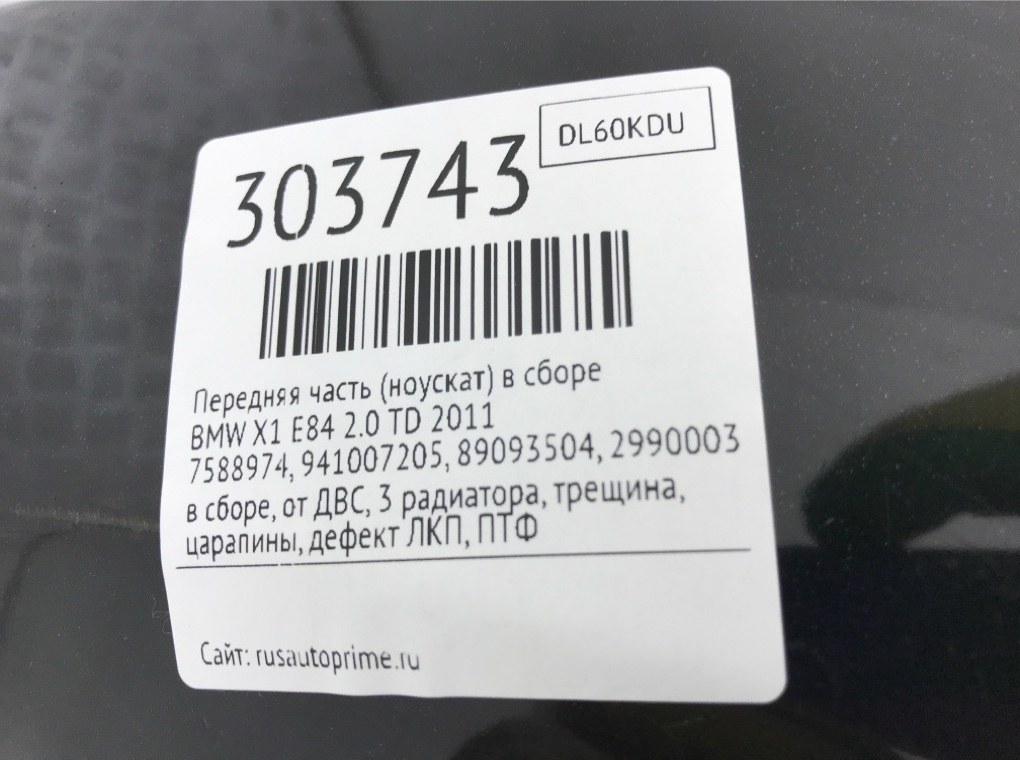 303743
DL60KDU
Передняя часть (ноускат) в сборе
BMW X1 E84 2.0 TD 2011
7588974, 941007205, 89093504, 2990003
в сборе, от ДВС, 3 радиатора, трещина,
царапины, дефект ЛКП, ПТФ
Сайт: rusautoprime.ru